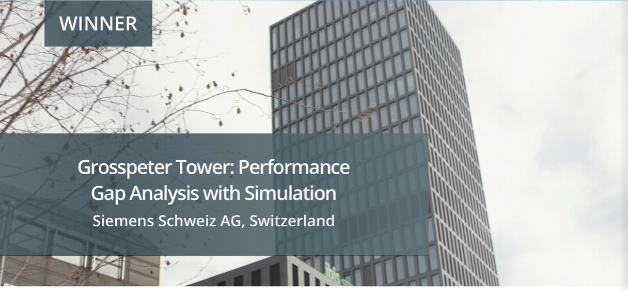 WINNER
Grosspeter Tower: Performance
Gap Analysis with Simulation
Siemens Schweiz AG, Switzerland